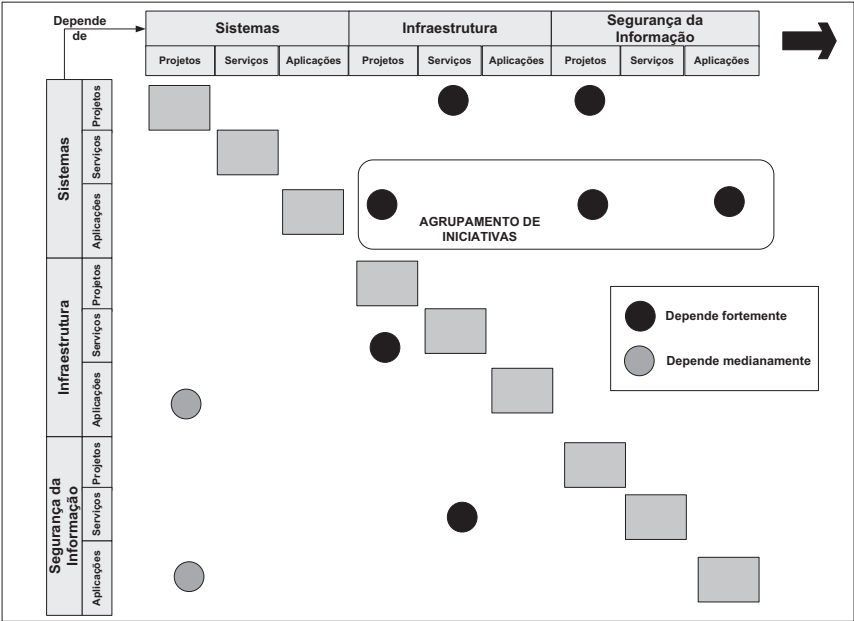 Depende
de
Sistemas
Infraestrutura
Segurança da
Informação
Projetos
Serviços
Aplicações
Projetos
Serviços
Aplicações
Projetos
Serviços
Aplicações
Sistemas
Projetos
Serviços
Aplicações
AGRUPAMENTO DE
INICIATIVAS
Infraestrutura
Projetos
Serviços
Aplicações
Depende fortemente
Depende medianamente
Segurança da
Informação
Projetos
Serviços
Aplicações